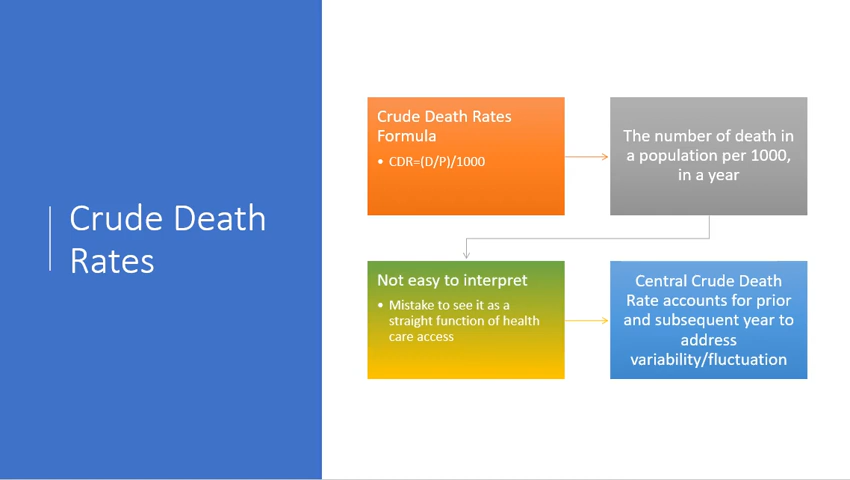 Crude Death
Rates
Crude Death Rates
Formula
• CDR=(D/P)/1000
The number of death in
a population per 1000,
in a year
Not easy to interpret
• Mistake to see it as a
straight function of health
care access
Central Crude Death
Rate accounts for prior
and subsequent year to
address
variability/fluctuation